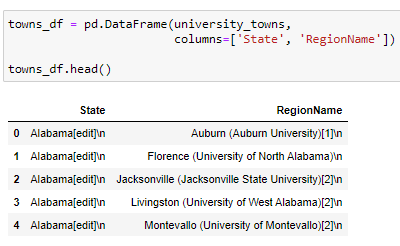 towns_df = pd.DataFrame(university_towns,
columns=['State', 'RegionName'])
towns_df.head()
State RegionName
0 Alabama[edit]\n Auburn (Auburn University)[1]\n
1 Alabama[edit]\n Florence (University of North Alabama)\n
2 Alabama[edit]\n Jacksonville (Jacksonville State University)[2]\n
3 Alabama[edit]\n Livingston (University of West Alabama)[2]\n
4 Alabama[edit]\n Montevallo (University of Montevallo)[2]\n